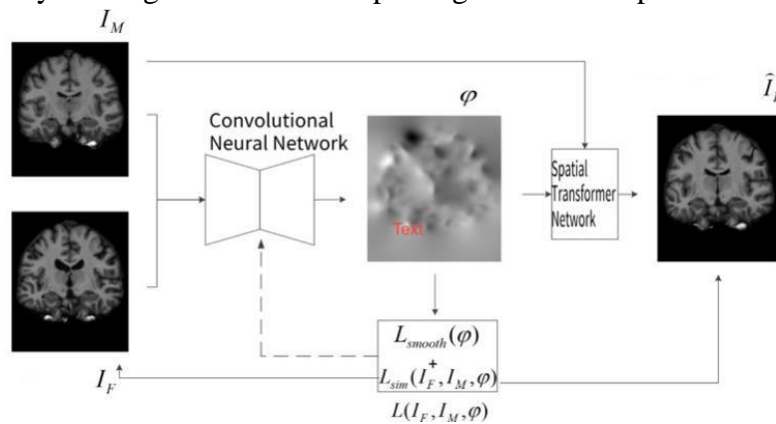 I_M
Convolutional
Neural Network
φ
Text
Spatial
Transformer
Network
I_F
L_smooth(φ)
+
L_sim(I_F, I_M, φ)
L(I_F, I_M, φ)